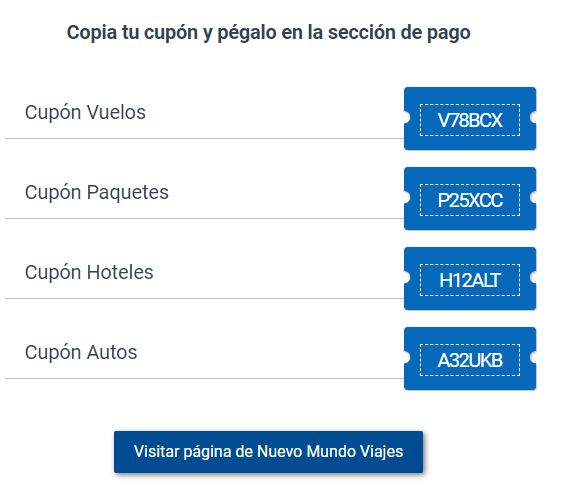 Copia tu cupón y pégalo en la sección de pago
Cupón Vuelos
V78BCX
Cupón Paquetes
P25XCC
Cupón Hoteles
H12ALT
Cupón Autos
A32UKB
Visitar página de Nuevo Mundo Viajes